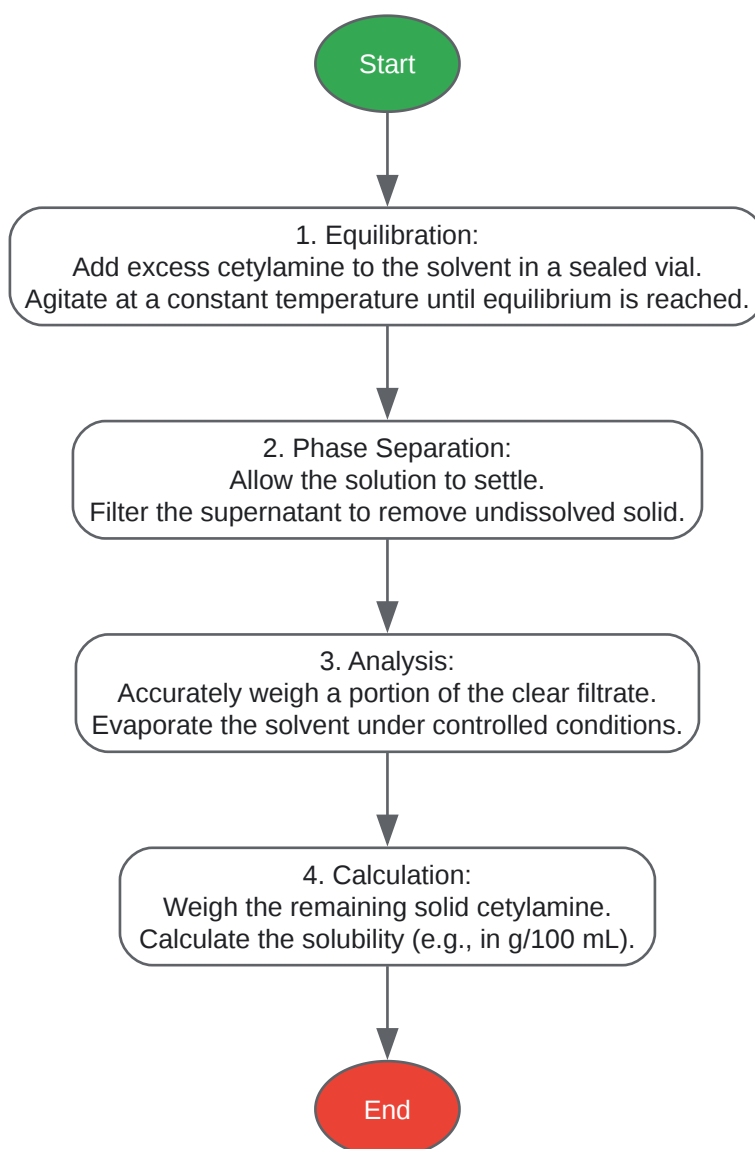 Start
1. Equilibration:
Add excess cetylamine to the solvent in a sealed vial.
Agitate at a constant temperature until equilibrium is reached.
2. Phase Separation:
Allow the solution to settle.
Filter the supernatant to remove undissolved solid.
3. Analysis:
Accurately weigh a portion of the clear filtrate.
Evaporate the solvent under controlled conditions.
4. Calculation:
Weigh the remaining solid cetylamine.
Calculate the solubility (e.g., in g/100 mL).
End